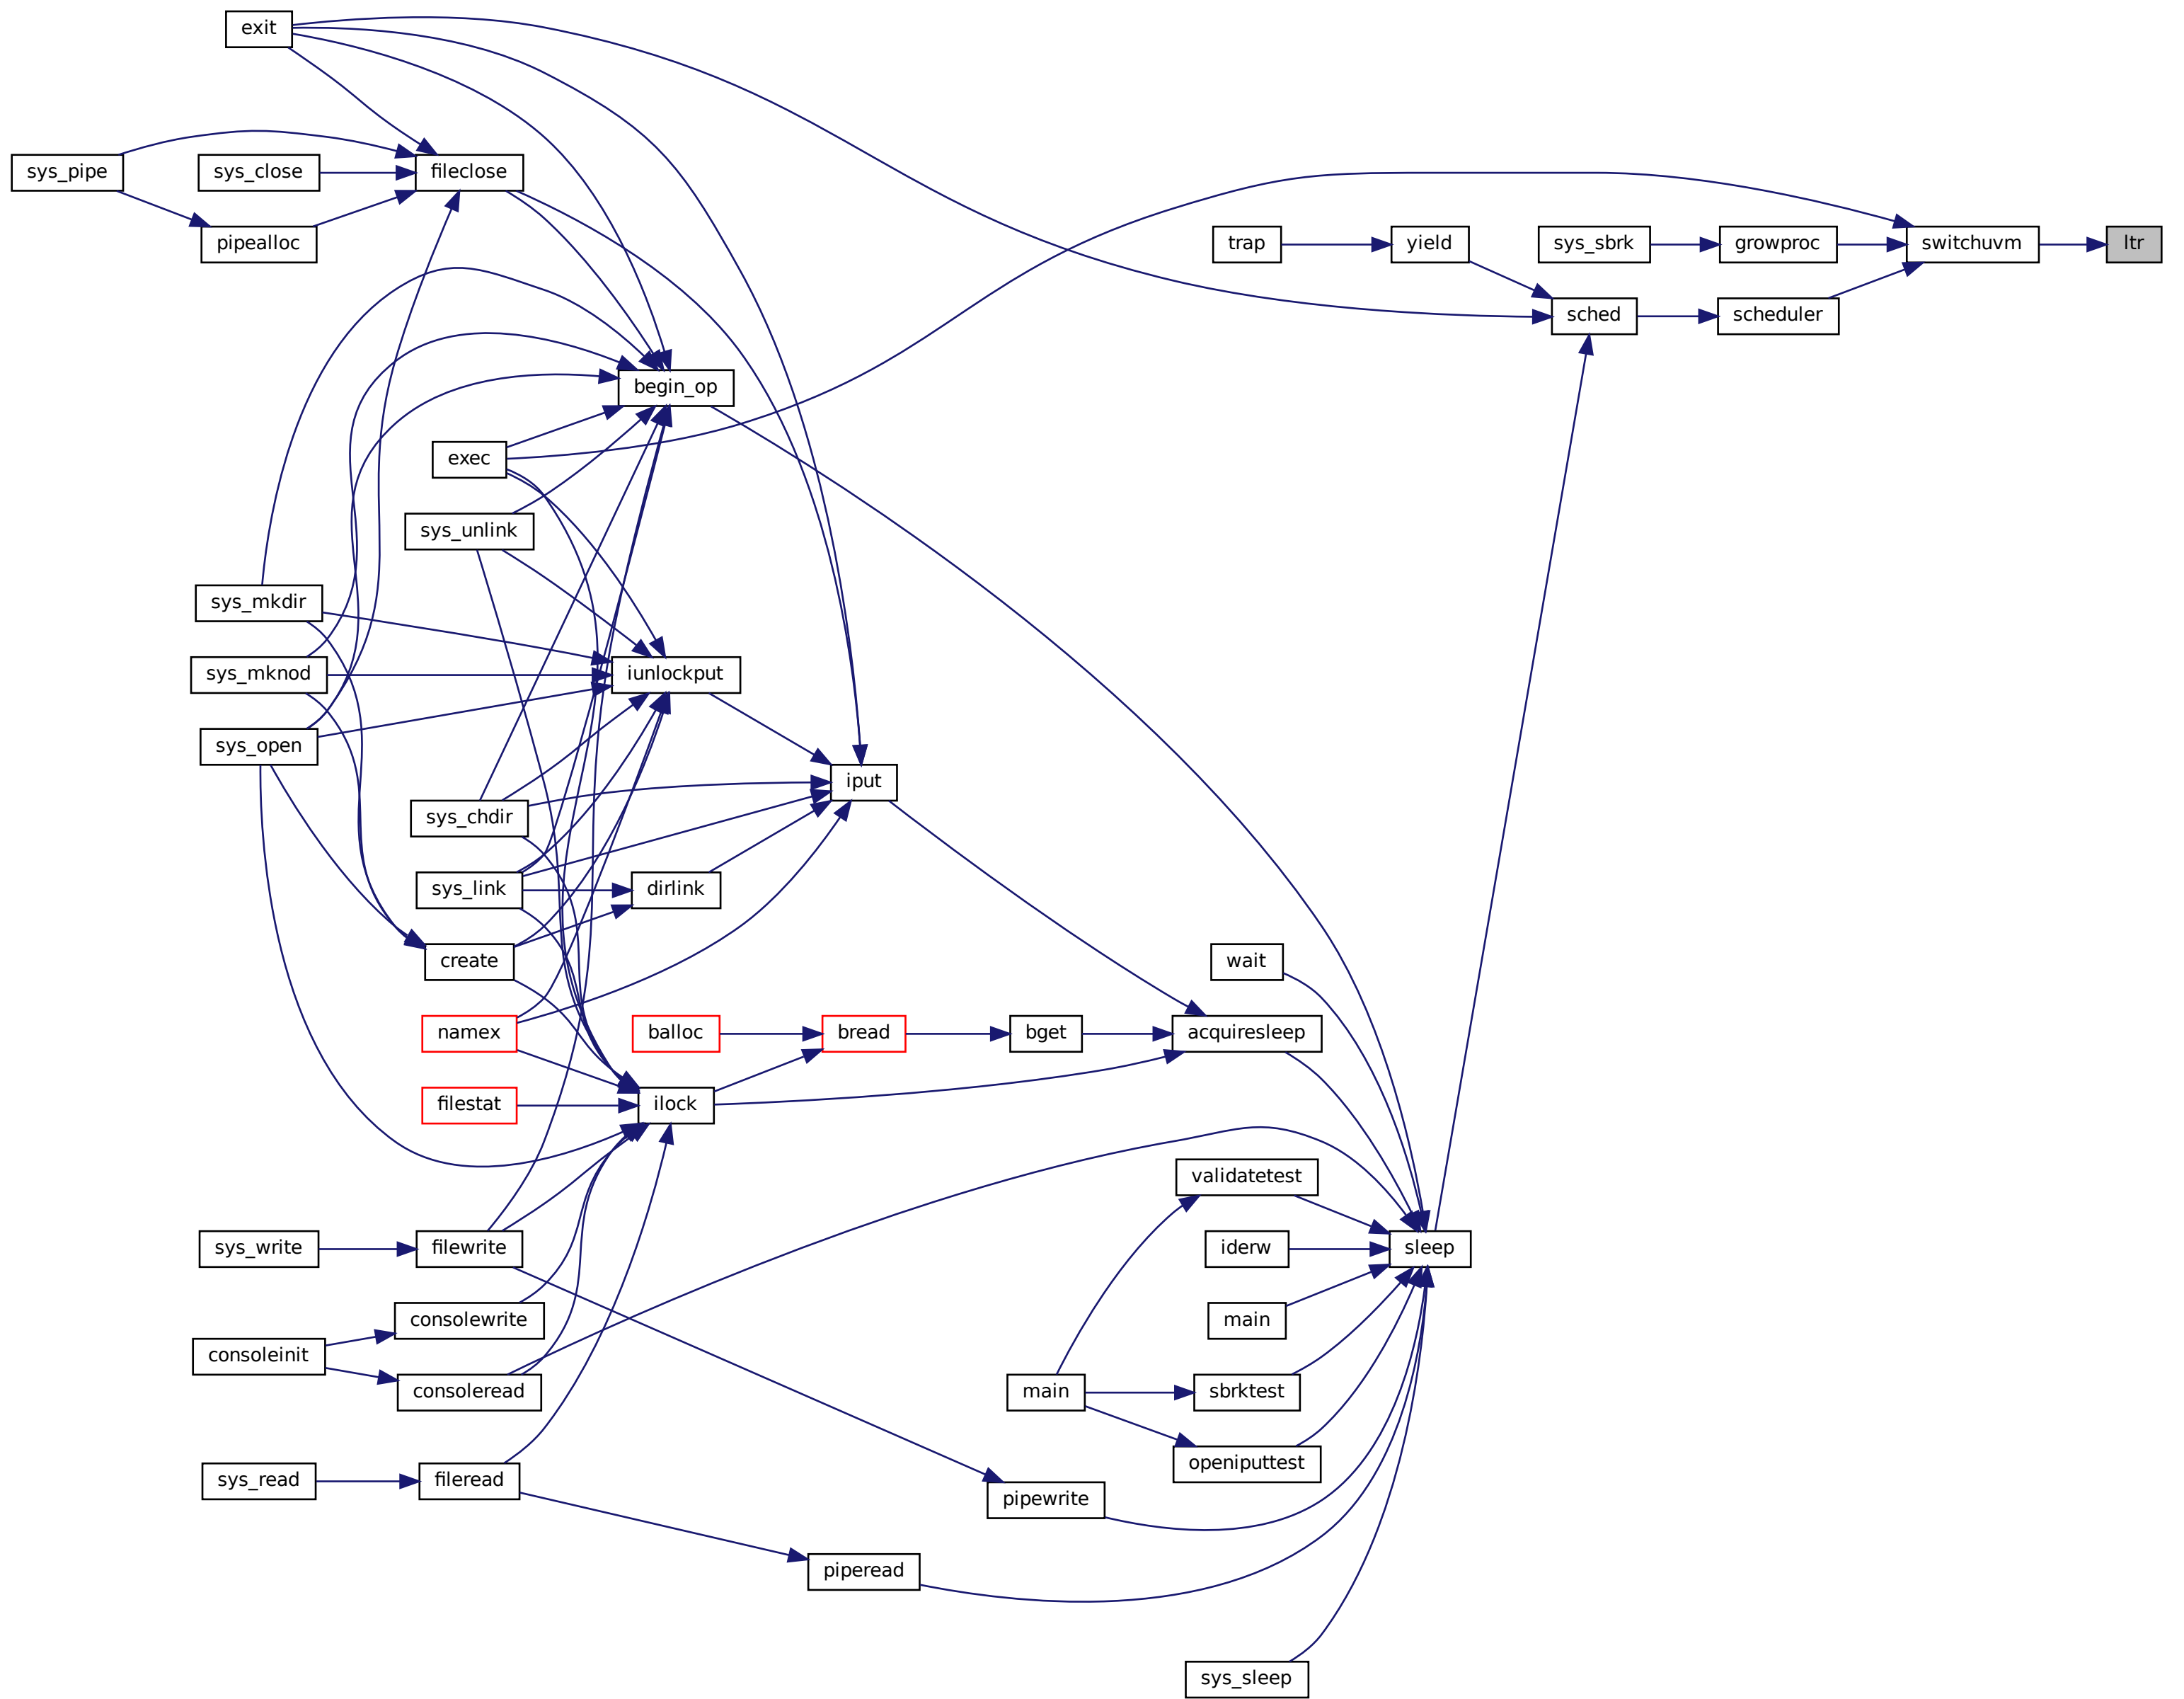 exit
sys_pipe
sys_close
fileclose
pipealloc
trap
yield
sys_sbrk
growproc
switchuvm
ltr
sched
scheduler
begin_op
exec
sys_unlink
sys_mkdir
sys_mknod
iunlockput
sys_open
iput
sys_chdir
sys_link
dirlink
create
wait
namex
balloc
bread
bget
acquiresleep
filestat
ilock
validatetest
sys_write
filewrite
iderw
sleep
consolewrite
main
consoleinit
consoleread
main
sbrktest
openiputtest
sys_read
fileread
pipewrite
piperead
sys_sleep